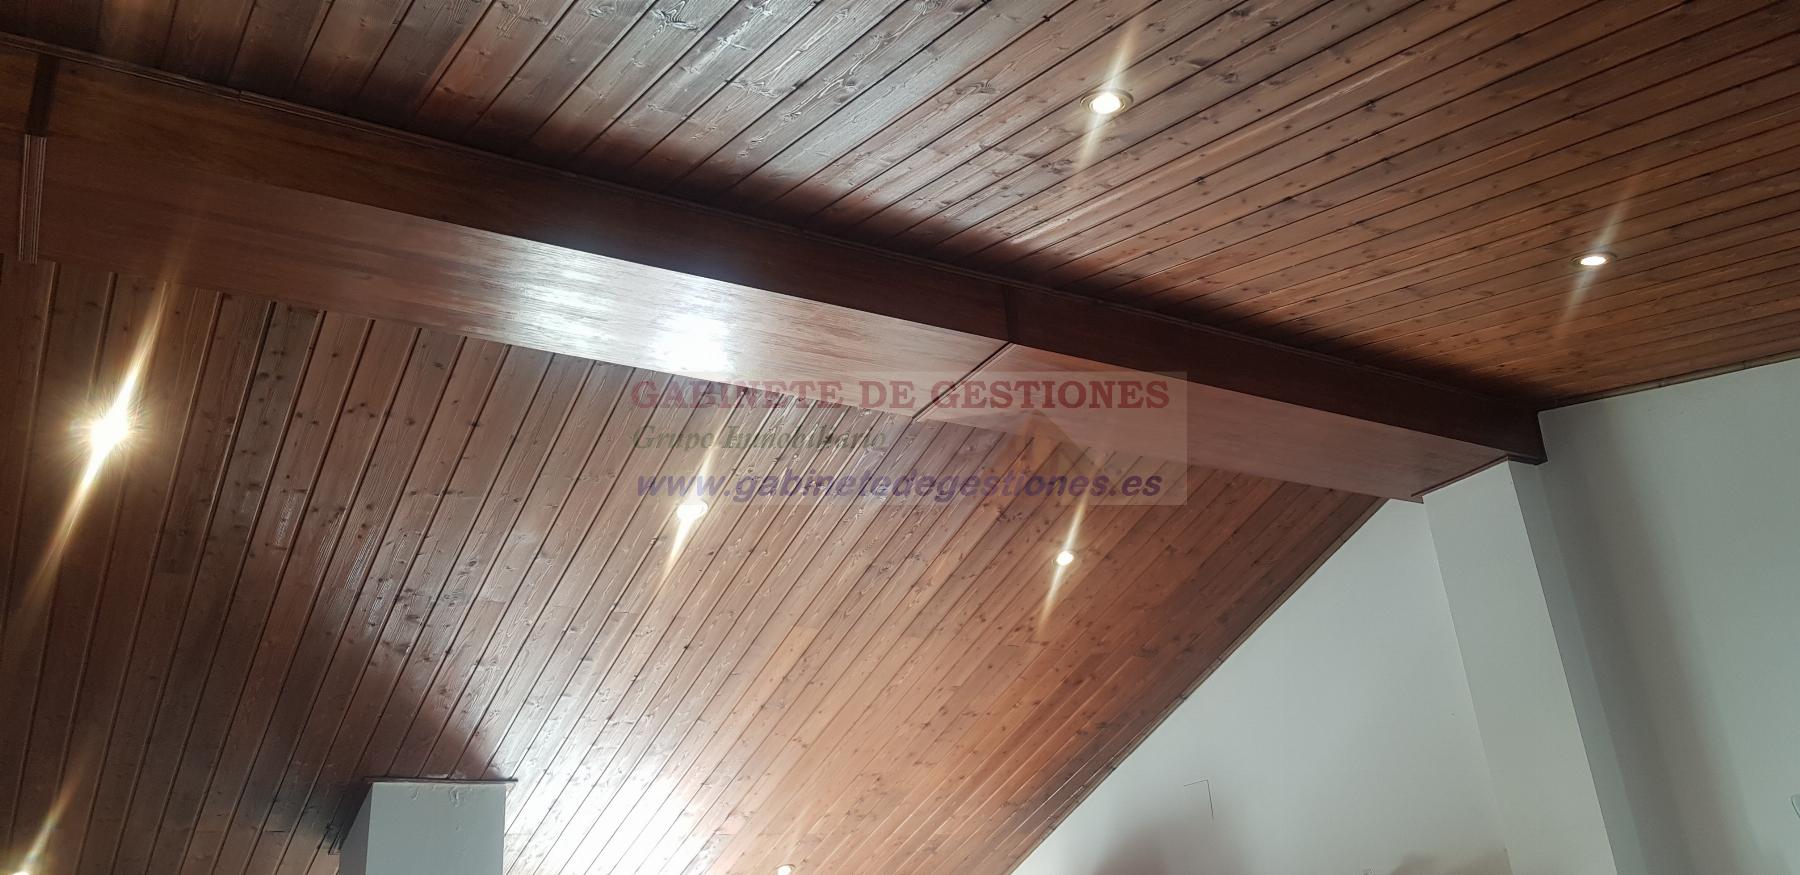 GABINETE DE GESTIONES
Grupo Inmobiliario
www.gabinetedegestiones.es